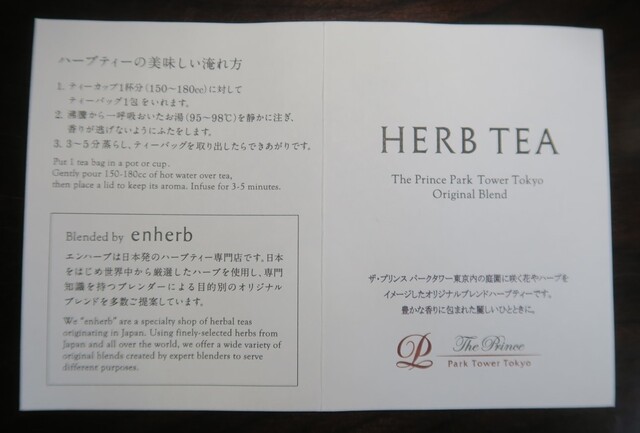 ハーブティーの美味しい淹れ方
1. ティーカップ1杯分(150〜180cc)に対して
ティーバッグ1包をいれます。
2. 沸騰から一呼吸おいたお湯(95〜98℃)を静かに注ぎ、
香りが逃げないようにふたをします。
3. 3〜5分蒸らし、ティーバッグを取り出したらできあがりです。
Put 1 tea bag in a pot or cup.
Gently pour 150-180cc of hot water over tea,
then place a lid to keep its aroma. Infuse for 3-5 minutes.
Blended by enherb
エンハーブは日本発のハーブティー専門店です。日本
をはじめ世界中から厳選したハーブを使用し、専門
知識を持つブレンダーによる目的別のオリジナル
ブレンドを多数ご提案しています。
We "enherb" are a specialty shop of herbal teas
originating in Japan. Using finely-selected herbs from
Japan and all over the world, we offer a wide variety of
original blends created by expert blenders to serve
different purposes.
HERB TEA
The Prince Park Tower Tokyo
Original Blend
ザ・プリンス パークタワー東京内の庭園に咲く花やハーブを
イメージしたオリジナルブレンドハーブティーです。
豊かな香りに包まれた麗しいひとときに。
The Prince
Park Tower Tokyo